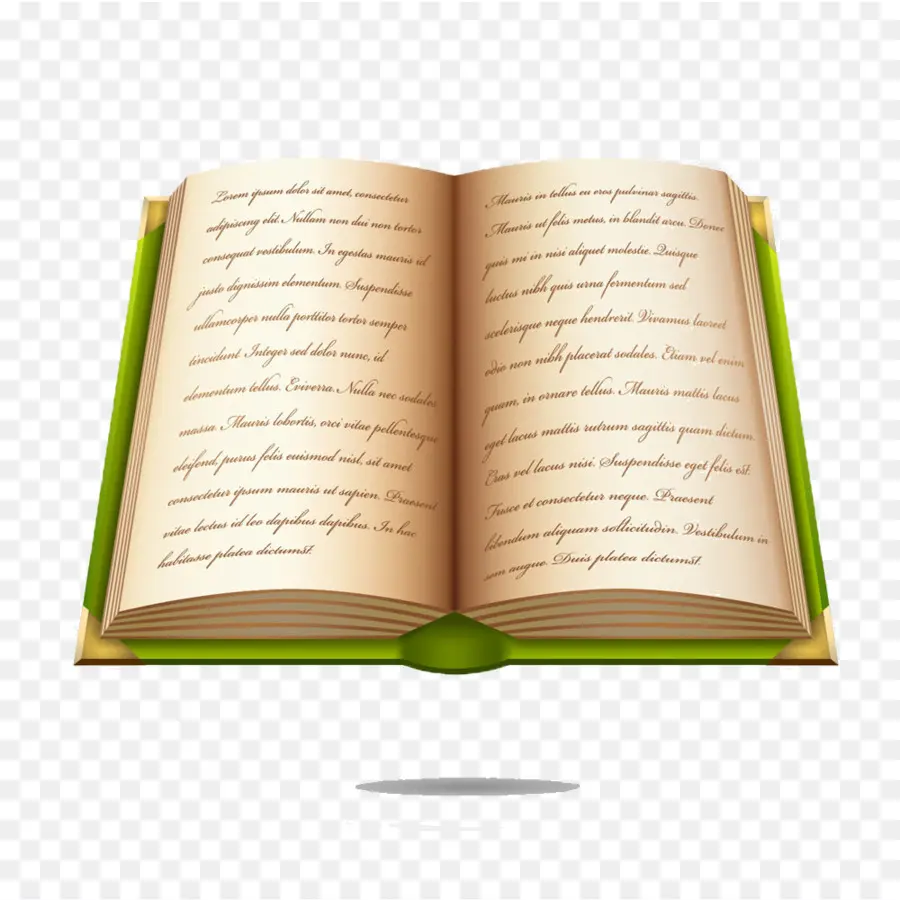 Lorem ipsum dolor sit amet, consectetur
adipiscing elit. Nullam non dui non tortor
consequat vestibulum. In egestas mauris id
justo dignissim elementum. Suspendisse
ullamcorper nulla porttitor tortor semper
tincidunt. Integer sed dolor nunc, id
elementum tellus. Eviverra. Nulla nec sodales
massa. Mauris lobortis, orci vitae pellentesque
eleifend, purus felis euismod nisl, sit amet
consectetur ipsum mauris ut sapien. Praesent
vitae lectus id leo dapibus dapibus. In hac
habitasse platea dictumst.
Mauris in tellus eu eros pulvinar sagittis.
Mauris ut felis metus, in blandit arcu. Donec
quis mi in nisi aliquet molestie. Quisque
luctus nibh quis urna fermentum sed
scelerisque neque hendrerit. Vivamus laoreet
odio non nibh placerat sodales. Etiam vel enim
quam, in ornare tellus. Mauris mattis lacus
eget lacus mattis rutrum sagittis quam dictum.
Cras vel lacus nisi. Suspendisse eget felis est.
Fusce et consectetur neque. Praesent
bibendum aliquam sollicitudin. Vestibulum in
sem augue. Duis platea dictumst.